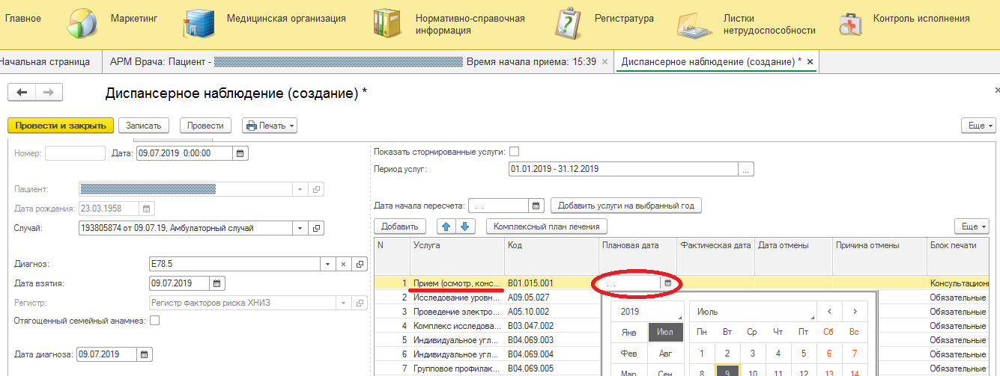 Главное
Маркетинг
Медицинская организация
Нормативно-справочная
информация
Регистратура
Листки
нетрудоспособности
Контроль исполнения
Начальная страница
АРМ Врача: Пациент - Время начала приема: 15:39 ×
Диспансерное наблюдение (создание) * ×
Диспансерное наблюдение (создание) *
Провести и закрыть Записать Провести Печать Еще
Номер: Дата: 09.07.2019 0:00:00
Показать сторнированные услуги:
Период услуг: 01.01.2019 - 31.12.2019 ...
Пациент:
Дата рождения: 23.03.1958
Дата начала пересчета: . . Добавить услуги на выбранный год
Случай: 193805874 от 09.07.19, Амбулаторный случай
Добавить Комплексный план лечения Еще
N Услуга Код Плановая дата Фактическая дата Дата отмены Причина отмены Блок печати
Диагноз: E78.5
Дата взятия: 09.07.2019
Регистр: Регистр факторов риска ХНИЗ
Отягощенный семейный анамнез:
Дата диагноза: 09.07.2019
1 Прием (осмотр, конс... B01.015.001 . . Консультацион
2 Исследование уровн... A09.05.027 Обязательные
3 Проведение электро... A05.10.002 Обязательные
4 Комплекс исследова... B03.047.002 Обязательные
5 Индивидуальное угл... B04.069.003 Обязательные
6 Индивидуальное угл... B04.069.004 Обязательные
7 Групповое профилак... B04.069.005 Обязательные
2019 Июль < >
Янв Июл Пн Вт Ср Чт Пт Сб Вс
Фев Авг 1 2 3 4 5 6 7
Мар Сен 8 9 10 11 12 13 14